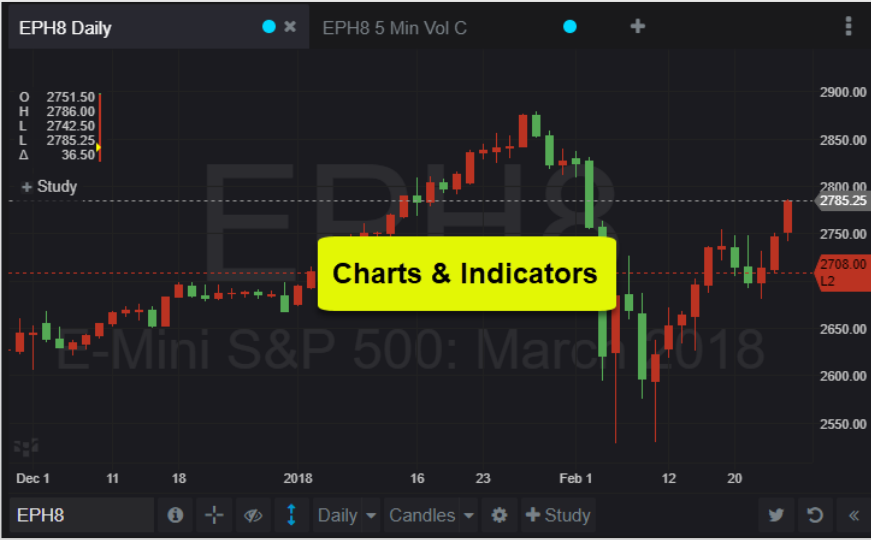 EPH8 Daily
EPH8 5 Min Vol C
O 2751.50
H 2786.00
L 2742.50
L 2785.25
Δ 36.50
+ Study
EPH8
E-Mini S&P 500: March 2018
Charts & Indicators
2900.00
2850.00
2800.00
2785.25
2750.00
2708.00
L2
2650.00
2600.00
2550.00
Dec 1 11 18 2018 16 23 Feb 1 12 20
EPH8 Daily Candles + Study